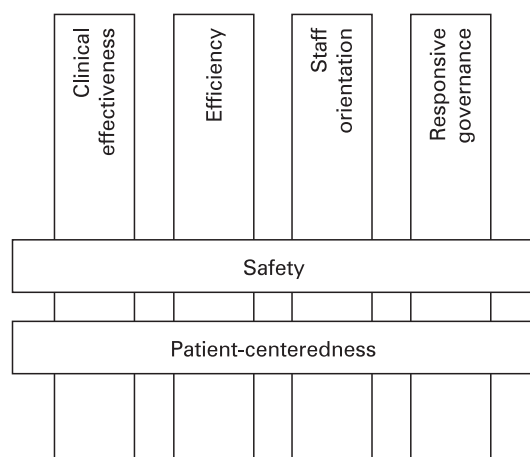 Clinical
effectiveness
Efficiency
Staff
orientation
Responsive
governance
Safety
Patient-centeredness